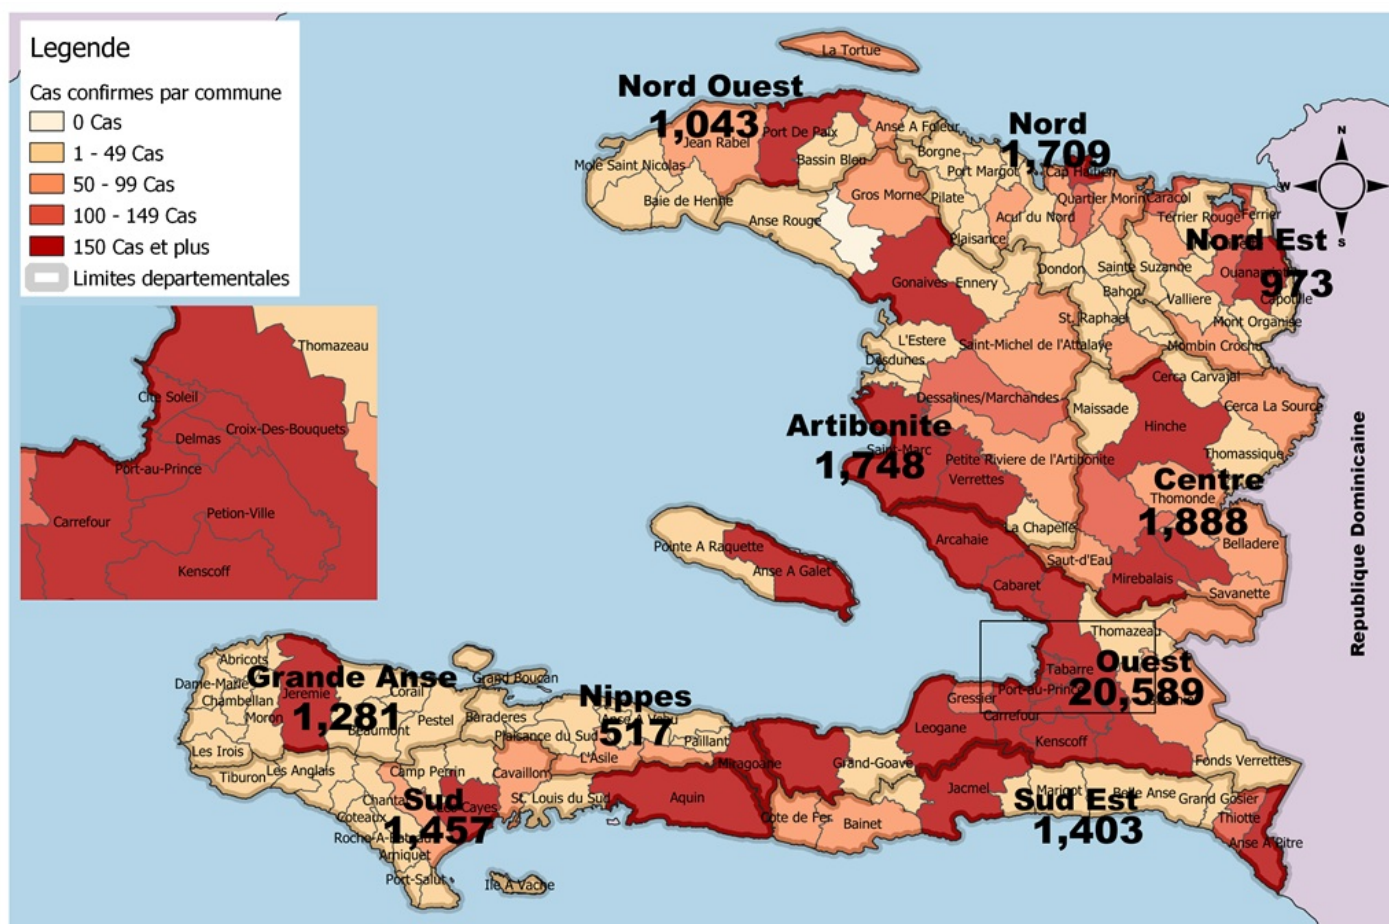 Legende
Cas confirmes par commune
0 Cas
1 - 49 Cas
50 - 99 Cas
100 - 149 Cas
150 Cas et plus
Limites departementales
Thomazeau
Cite Soleil
Delmas
Croix-Des-Bouquets
Port-au-Prince
Petion-Ville
Carrefour
Kenscoff
La Tortue
Nord Ouest
1,043
Port De Paix
Anse A Foleur
Jean Rabel
Mole Saint Nicolas
Bassin Bleu
Baie de Henne
Anse Rouge
Gros Morne
Nord
1,709
Borgne
Port Margot
Cap Haitien
Pilate
Quartier Morin
Caracol
Acul du Nord
Terrier Rouge
Ferrier
Plaisance
N
W
S
Nord Est
973
Dondon
Sainte Suzanne
Capotille
Bahon
Valliere
Mont Organise
St. Raphael
Mombin Crochu
Gonaives
Ennery
L'Estere
Saint-Michel de l'Attalaye
Desdunes
Dessalines/Marchandes
Cerca Carvajal
Maissade
Cerca La Source
Hinche
Artibonite
1,748
Saint-Marc
Petite Riviere de l'Artibonite
Verrettes
Thomassique
Centre
1,888
Thomonde
La Chapelle
Belladere
Saut-d'Eau
Mirebalais
Savanette
Republique Dominicaine
Pointe A Raquette
Anse A Galet
Arcahaie
Cabaret
Thomazeau
Tabarre
Ouest
20,589
Port-au-Prince
Gressier
Carrefour
Leogane
Kenscoff
Fonds Verrettes
Grand-Goave
Abricots
Grande Anse
1,281
Dame-Marie
Chambellan
Jeremie
Corail
Moron
Pestel
Beaumont
Les Irois
Grand Boucan
Nippes
517
Baraderes
Plaisance du Sud
Paillant
L'Asile
Miragoane
Tiburon
Les Anglais
Camp Perrin
Cavaillon
Sud
1,457
St. Louis du Sud
Aquin
Coteaux
Arniquet
Port-Salut
Ile A Vache
Cote de Fer
Bainet
Jacmel
Sud Est
1,403
Marigot
Belle Anse
Grand Gosier
Thiotte
Anse A Pitre